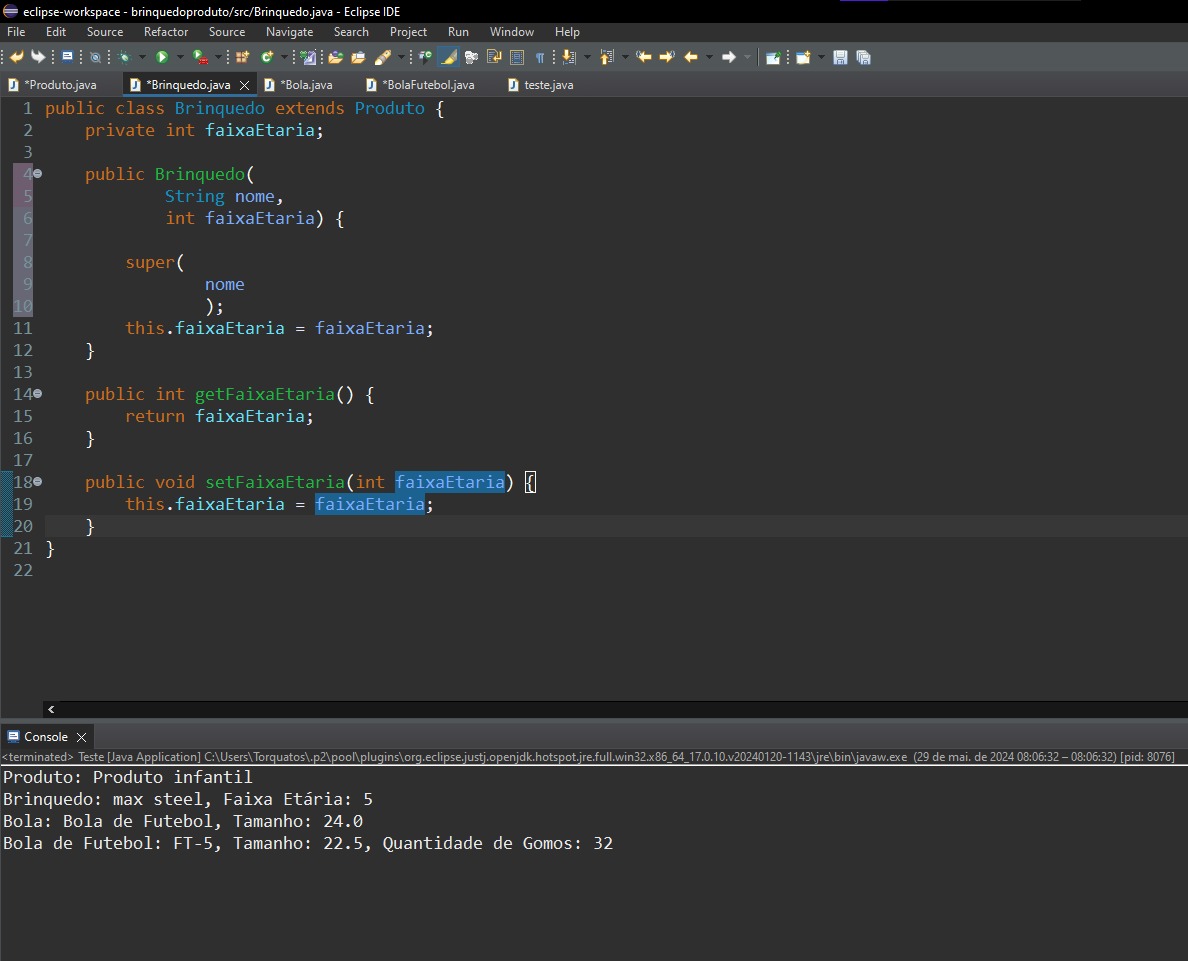 eclipse-workspace - brinquedoproduto/src/Brinquedo.java - Eclipse IDE
File Edit Source Refactor Source Navigate Search Project Run Window Help
*Produto.java *Brinquedo.java *Bola.java *BolaFutebol.java teste.java
1 public class Brinquedo extends Produto {
2 private int faixaEtaria;
3
4 public Brinquedo(
5 String nome,
6 int faixaEtaria) {
7
8 super(
9 nome
10 );
11 this.faixaEtaria = faixaEtaria;
12 }
13
14 public int getFaixaEtaria() {
15 return faixaEtaria;
16 }
17
18 public void setFaixaEtaria(int faixaEtaria) {
19 this.faixaEtaria = faixaEtaria;
20 }
21 }
22
Console
<terminated> Teste [Java Application] C:\Users\Torquatos\.p2\pool\plugins\org.eclipse.justj.openjdk.hotspot.jre.full.win32.x86_64_17.0.10.v20240120-1143\jre\bin\javaw.exe (29 de mai. de 2024 08:06:32 – 08:06:32) [pid: 8076]
Produto: Produto infantil
Brinquedo: max steel, Faixa Etária: 5
Bola: Bola de Futebol, Tamanho: 24.0
Bola de Futebol: FT-5, Tamanho: 22.5, Quantidade de Gomos: 32